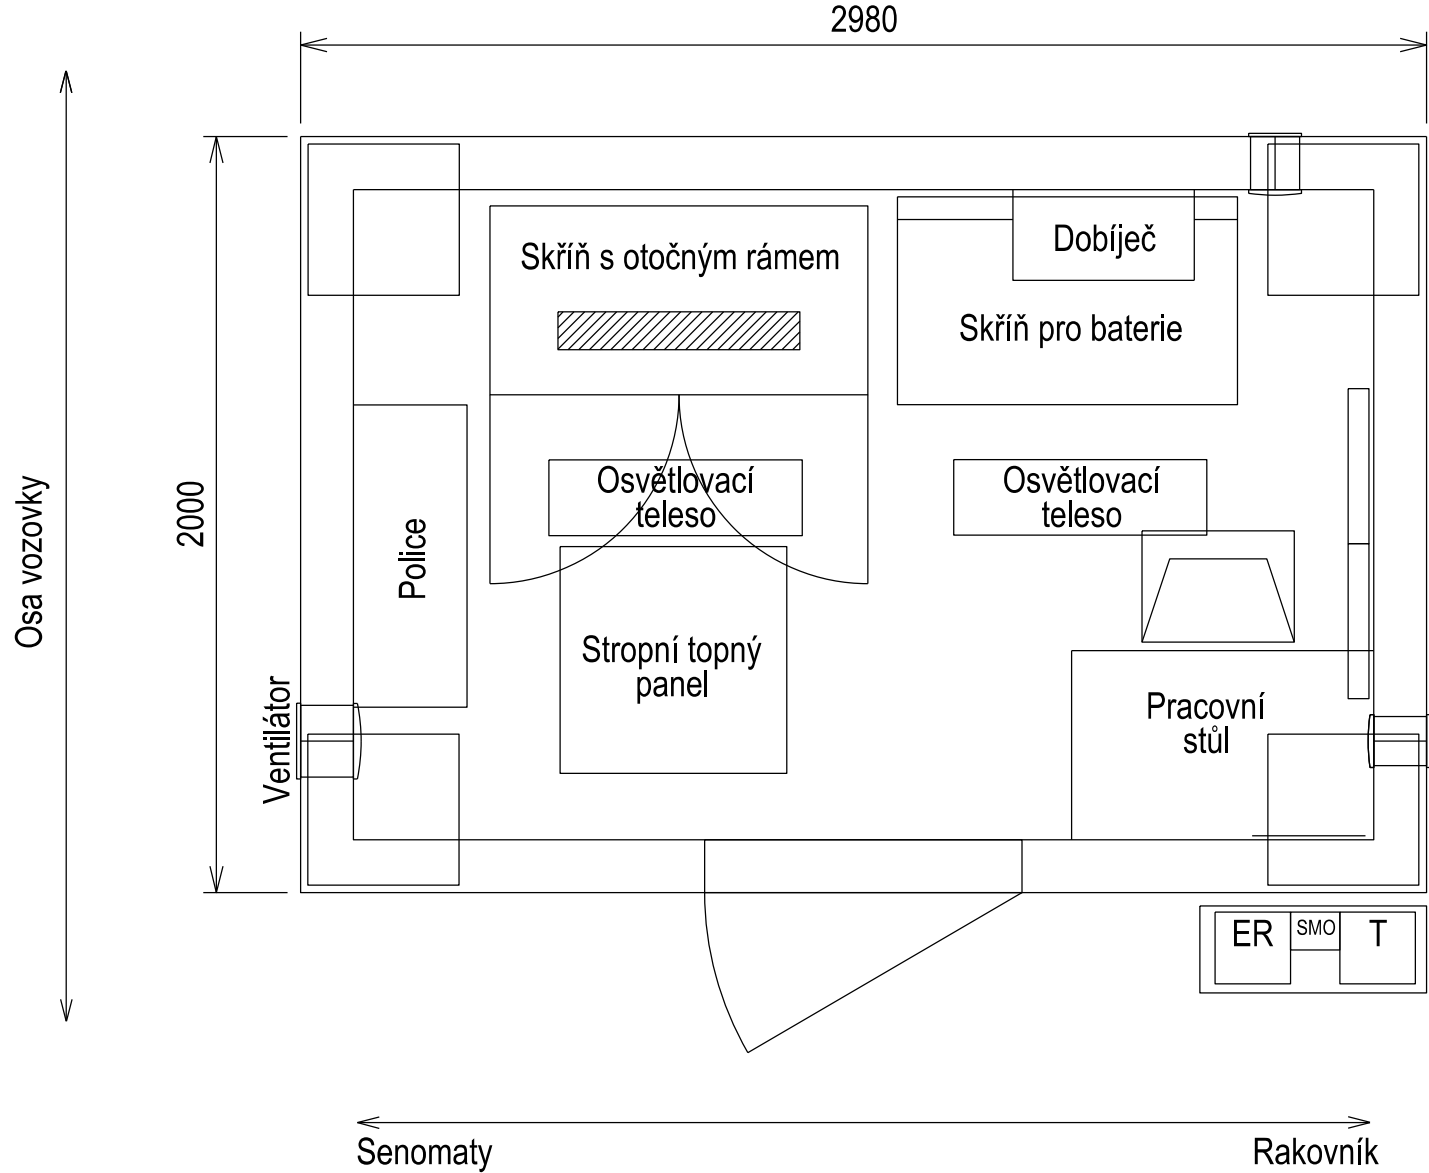 2980
Skříň s otočným rámem
Dobíječ
Skříň pro baterie
Osa vozovky
2000
Police
Osvětlovací
teleso
Osvětlovací
teleso
Stropní topný
panel
Ventilátor
Pracovní
stůl
ER
SMO
T
Senomaty
Rakovník